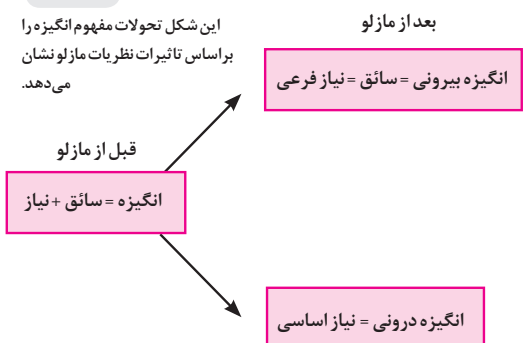 این شکل تحولات مفهوم انگیزه را
براساس تاثیرات نظریات مازلو نشان
می‌دهد.
بعد از مازلو
انگیزه بیرونی = سائق = نیاز فرعی
قبل از مازلو
انگیزه = سائق + نیاز
انگیزه درونی = نیاز اساسی